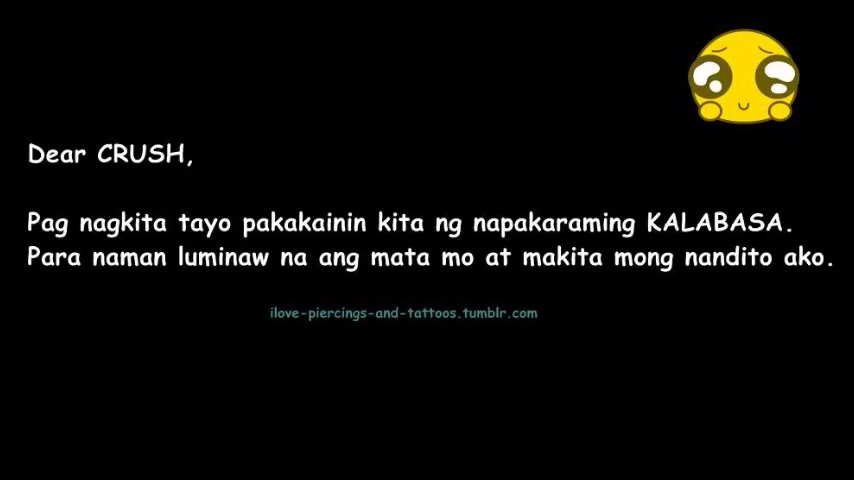 Dear CRUSH,
Pag nagkita tayo pakakainin kita ng napakaraming KALABASA.
Para naman luminaw na ang mata mo at makita mong nandito ako.
ilove-piercings-and-tattoos.tumblr.com